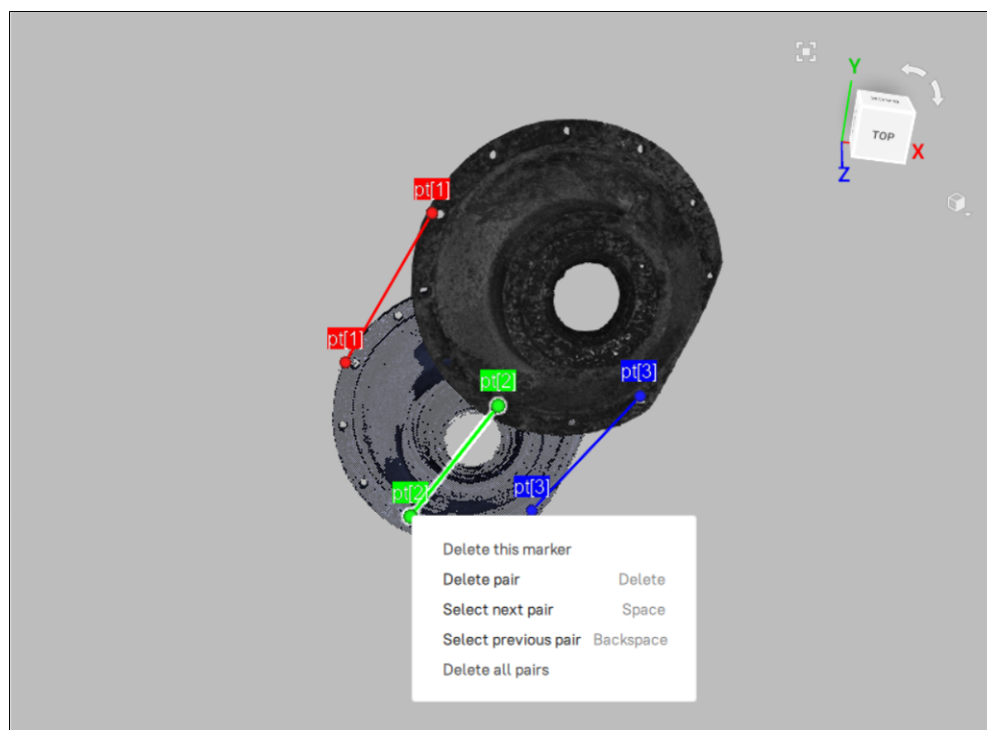 Y
TOP
X
Z
pt[1]
pt[1]
pt[2]
pt[3]
pt[2]
pt[3]
Delete this marker
Delete pair Delete
Select next pair Space
Select previous pair Backspace
Delete all pairs